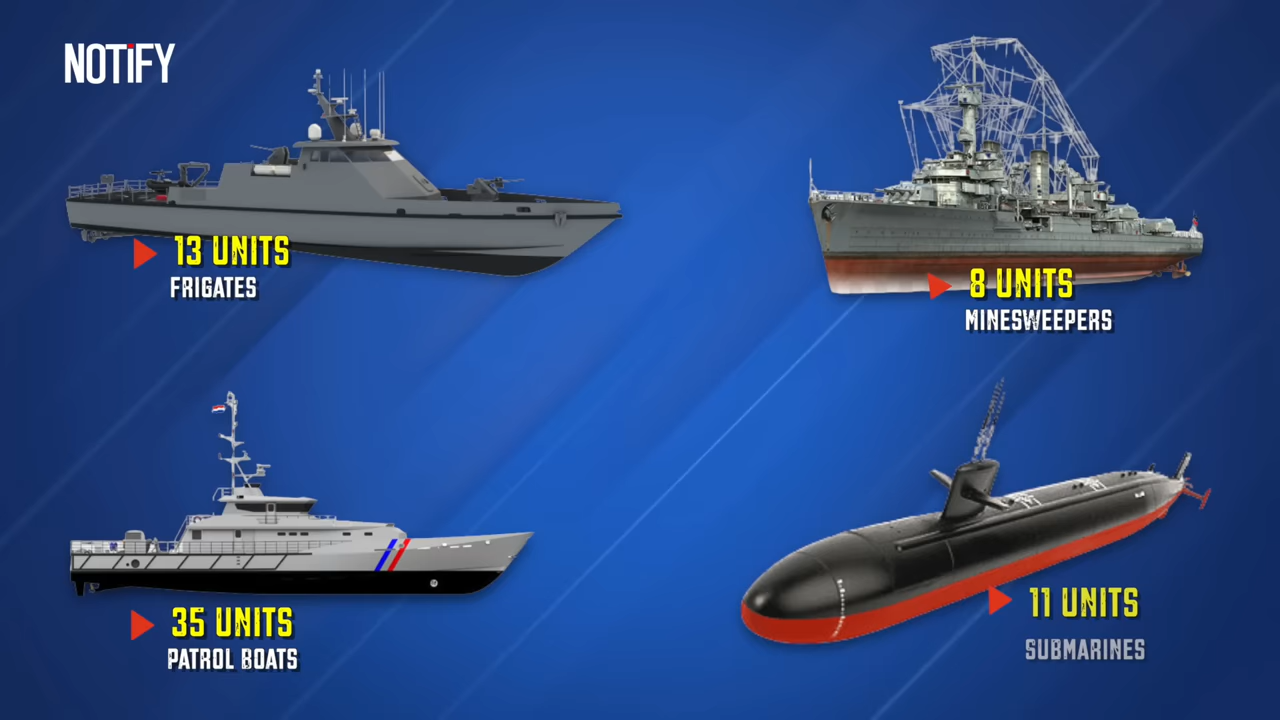 NOTiFY
13 UNITS
FRIGATES
8 UNITS
MINESWEEPERS
35 UNITS
PATROL BOATS
11 UNITS
SUBMARINES